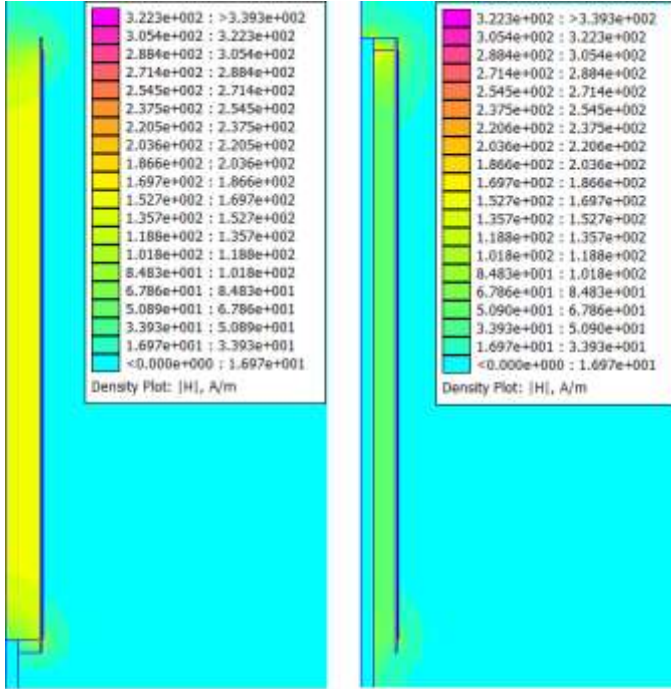 3.223e+002 : >3.393e+002
3.054e+002 : 3.223e+002
2.884e+002 : 3.054e+002
2.714e+002 : 2.884e+002
2.545e+002 : 2.714e+002
2.375e+002 : 2.545e+002
2.205e+002 : 2.375e+002
2.036e+002 : 2.205e+002
1.866e+002 : 2.036e+002
1.697e+002 : 1.866e+002
1.527e+002 : 1.697e+002
1.357e+002 : 1.527e+002
1.188e+002 : 1.357e+002
1.018e+002 : 1.188e+002
8.483e+001 : 1.018e+002
6.786e+001 : 8.483e+001
5.089e+001 : 6.786e+001
3.393e+001 : 5.089e+001
1.697e+001 : 3.393e+001
<0.000e+000 : 1.697e+001
Density Plot: |H|, A/m
3.223e+002 : >3.393e+002
3.054e+002 : 3.223e+002
2.884e+002 : 3.054e+002
2.714e+002 : 2.884e+002
2.545e+002 : 2.714e+002
2.375e+002 : 2.545e+002
2.206e+002 : 2.375e+002
2.036e+002 : 2.206e+002
1.866e+002 : 2.036e+002
1.697e+002 : 1.866e+002
1.527e+002 : 1.697e+002
1.357e+002 : 1.527e+002
1.188e+002 : 1.357e+002
1.018e+002 : 1.188e+002
8.483e+001 : 1.018e+002
6.786e+001 : 8.483e+001
5.090e+001 : 6.786e+001
3.393e+001 : 5.090e+001
1.697e+001 : 3.393e+001
<0.000e+000 : 1.697e+001
Density Plot: |H|, A/m